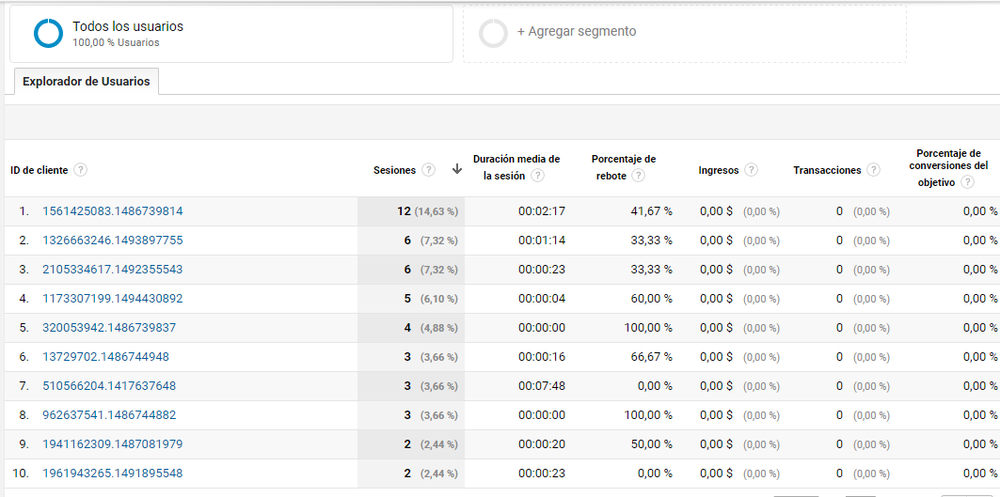 Todos los usuarios
100,00 % Usuarios
+ Agregar segmento
Explorador de Usuarios
ID de cliente ? Sesiones ? Duración media de la sesión ? Porcentaje de rebote ? Ingresos ? Transacciones ? Porcentaje de conversiones del objetivo ?
1. 1561425083.1486739814 12 (14,63 %) 00:02:17 41,67 % 0,00 $ (0,00 %) 0 (0,00 %) 0,00 %
2. 1326663246.1493897755 6 (7,32 %) 00:01:14 33,33 % 0,00 $ (0,00 %) 0 (0,00 %) 0,00 %
3. 2105334617.1492355543 6 (7,32 %) 00:00:23 33,33 % 0,00 $ (0,00 %) 0 (0,00 %) 0,00 %
4. 1173307199.1494430892 5 (6,10 %) 00:00:04 60,00 % 0,00 $ (0,00 %) 0 (0,00 %) 0,00 %
5. 320053942.1486739837 4 (4,88 %) 00:00:00 100,00 % 0,00 $ (0,00 %) 0 (0,00 %) 0,00 %
6. 13729702.1486744948 3 (3,66 %) 00:00:16 66,67 % 0,00 $ (0,00 %) 0 (0,00 %) 0,00 %
7. 510566204.1417637648 3 (3,66 %) 00:07:48 0,00 % 0,00 $ (0,00 %) 0 (0,00 %) 0,00 %
8. 962637541.1486744882 3 (3,66 %) 00:00:00 100,00 % 0,00 $ (0,00 %) 0 (0,00 %) 0,00 %
9. 1941162309.1487081979 2 (2,44 %) 00:00:20 50,00 % 0,00 $ (0,00 %) 0 (0,00 %) 0,00 %
10. 1961943265.1491895548 2 (2,44 %) 00:00:23 0,00 % 0,00 $ (0,00 %) 0 (0,00 %) 0,00 %